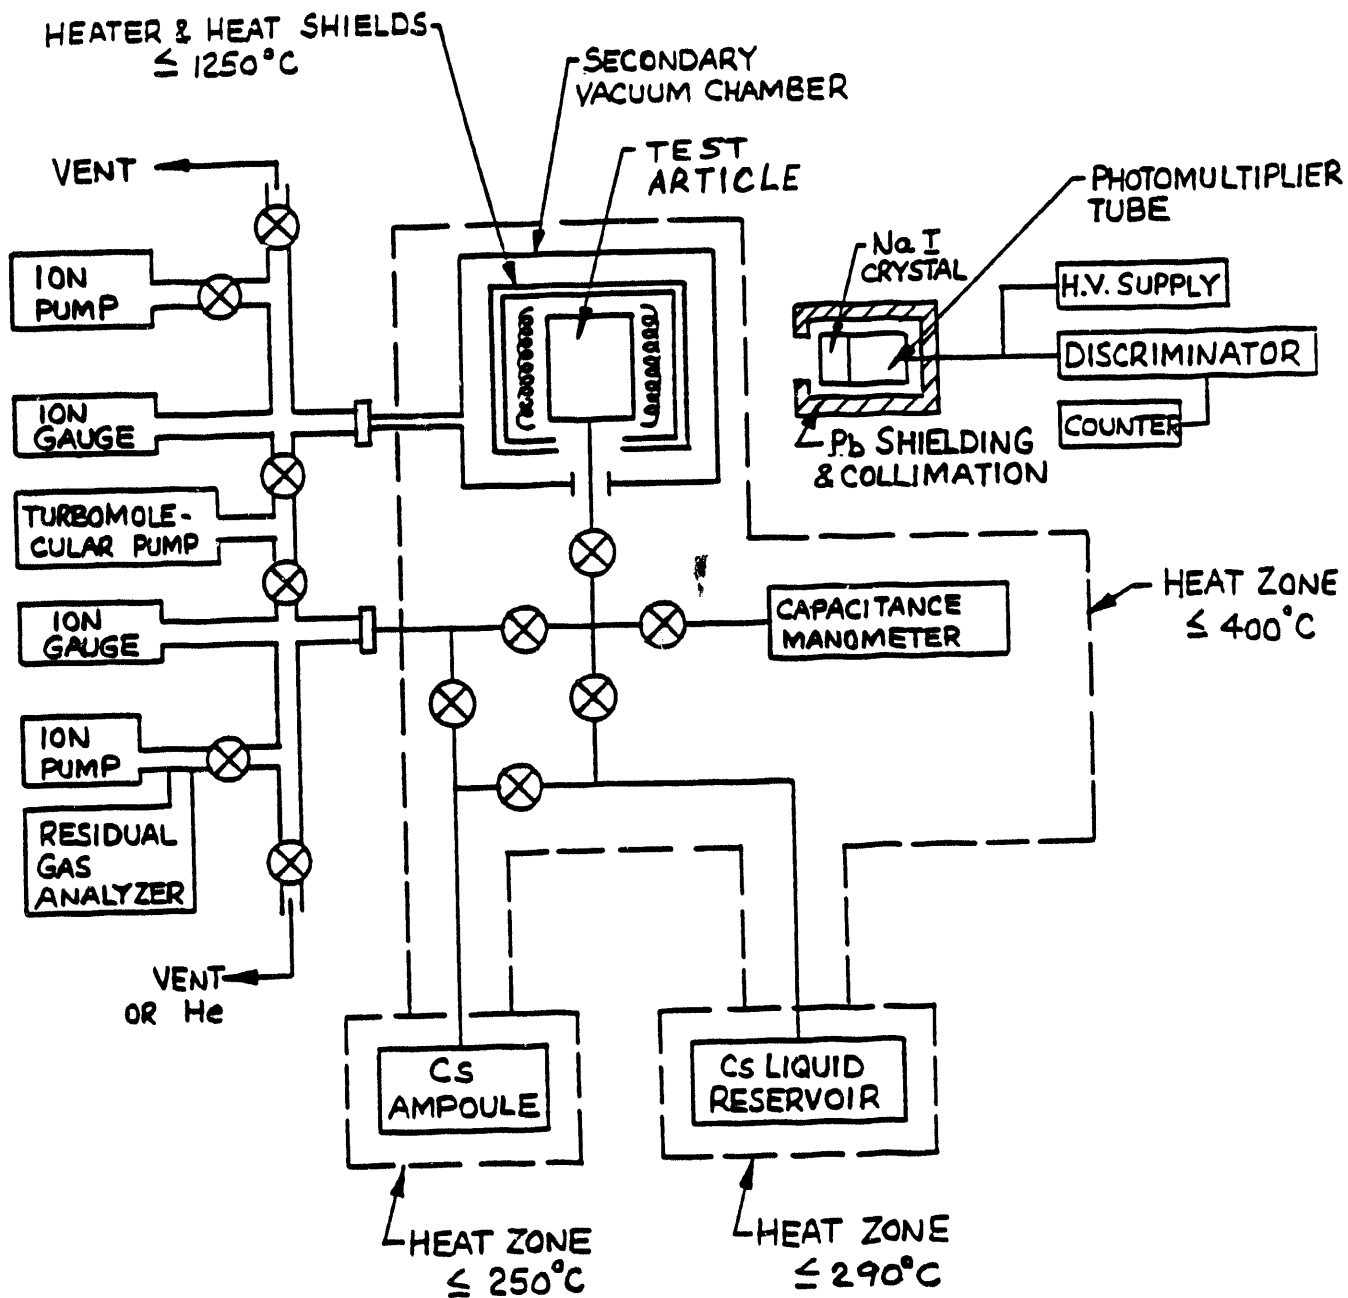 HEATER & HEAT SHIELDS
≤ 1250°C
SECONDARY
VACUUM CHAMBER
VENT
TEST
ARTICLE
PHOTOMULTIPLIER
TUBE
Na I
CRYSTAL
ION
PUMP
H.V. SUPPLY
DISCRIMINATOR
COUNTER
ION
GAUGE
Pb SHIELDING
& COLLIMATION
TURBOMOLE-
CULAR PUMP
HEAT ZONE
≤ 400°C
ION
GAUGE
CAPACITANCE
MANOMETER
ION
PUMP
RESIDUAL
GAS
ANALYZER
VENT
OR He
Cs
AMPOULE
Cs LIQUID
RESERVOIR
HEAT ZONE
≤ 250°C
HEAT ZONE
≤ 290°C